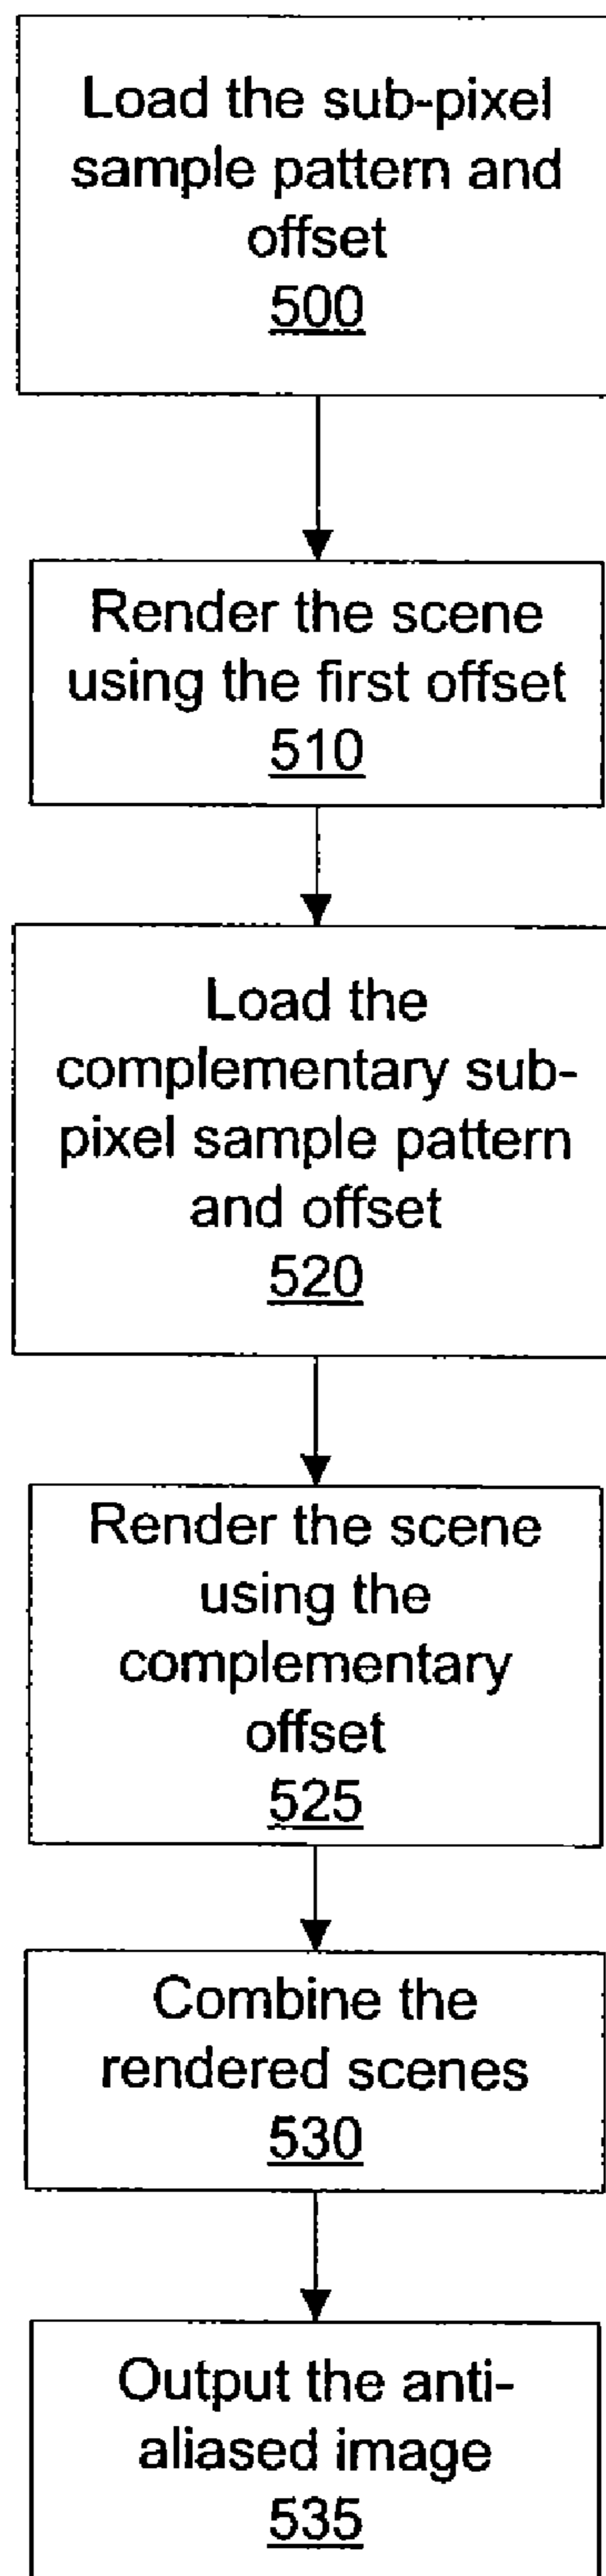 Load the sub-pixel
sample pattern and
offset
500
Render the scene
using the first offset
510
Load the
complementary sub-
pixel sample pattern
and offset
520
Render the scene
using the
complementary
offset
525
Combine the
rendered scenes
530
Output the anti-
aliased image
535